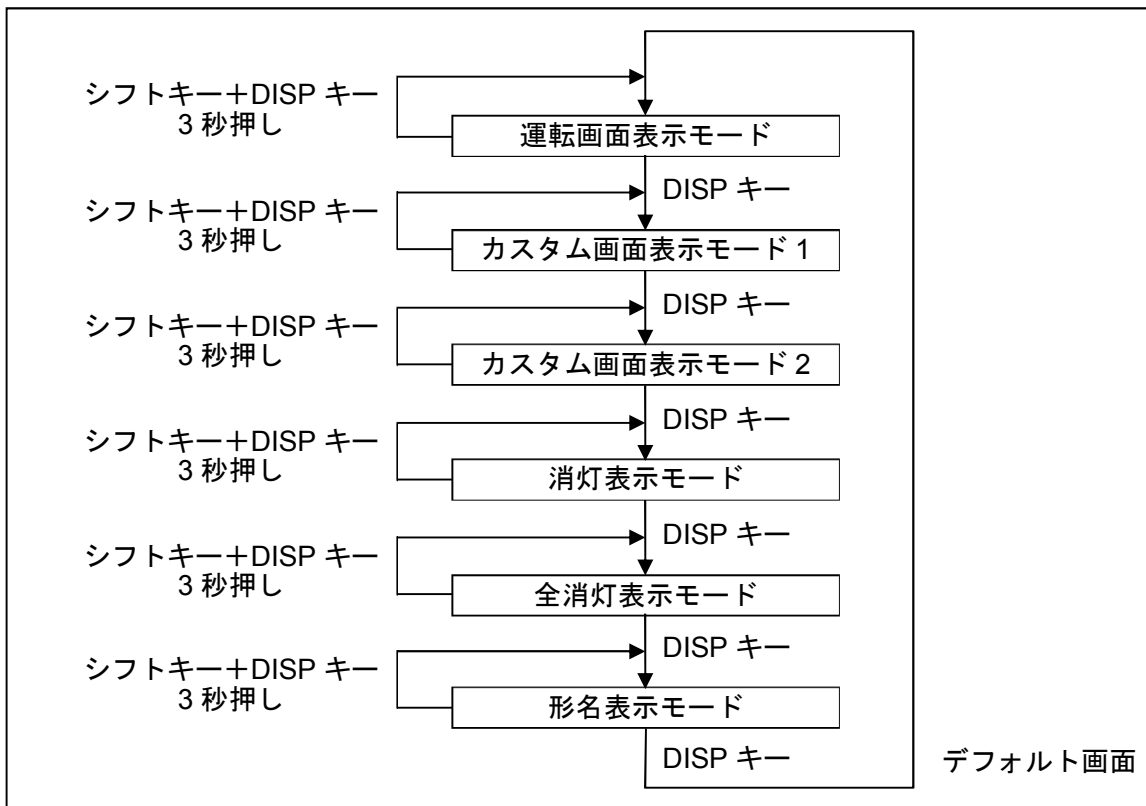 シフトキー＋DISP キー
3 秒押し
運転画面表示モード
DISP キー
シフトキー＋DISP キー
3 秒押し
カスタム画面表示モード 1
DISP キー
シフトキー＋DISP キー
3 秒押し
カスタム画面表示モード 2
DISP キー
シフトキー＋DISP キー
3 秒押し
消灯表示モード
DISP キー
シフトキー＋DISP キー
3 秒押し
全消灯表示モード
DISP キー
シフトキー＋DISP キー
3 秒押し
形名表示モード
DISP キー
デフォルト画面